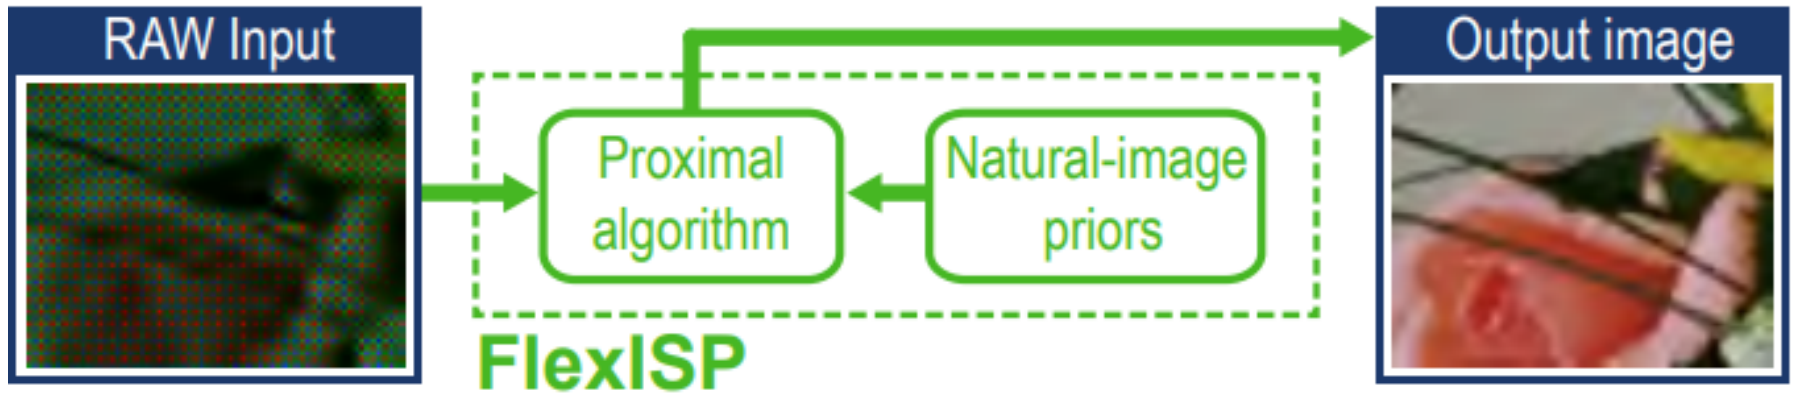 RAW Input
Output image
Proximal
algorithm
Natural-image
priors
FlexISP